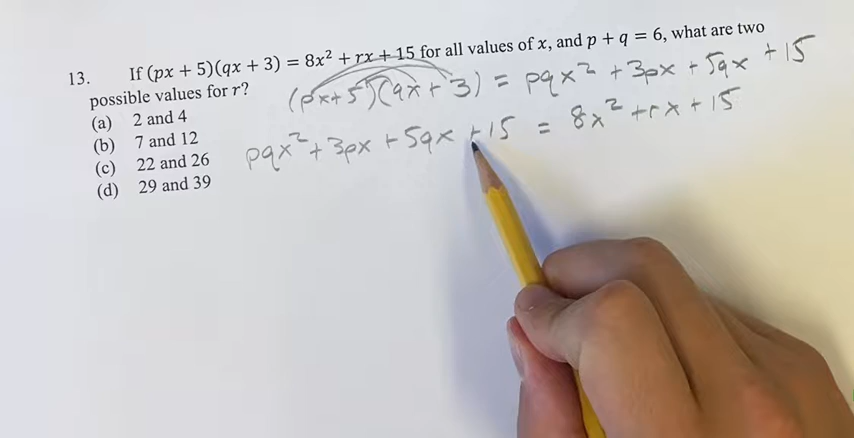 13. If (px + 5)(qx + 3) = 8x² + rx + 15 for all values of x, and p + q = 6, what are two
possible values for r?
(px+5)(qx+3) = pqx² + 3px + 5qx + 15
(a) 2 and 4
(b) 7 and 12
(c) 22 and 26
(d) 29 and 39
pqx² + 3px + 5qx + 15 = 8x² + rx + 15